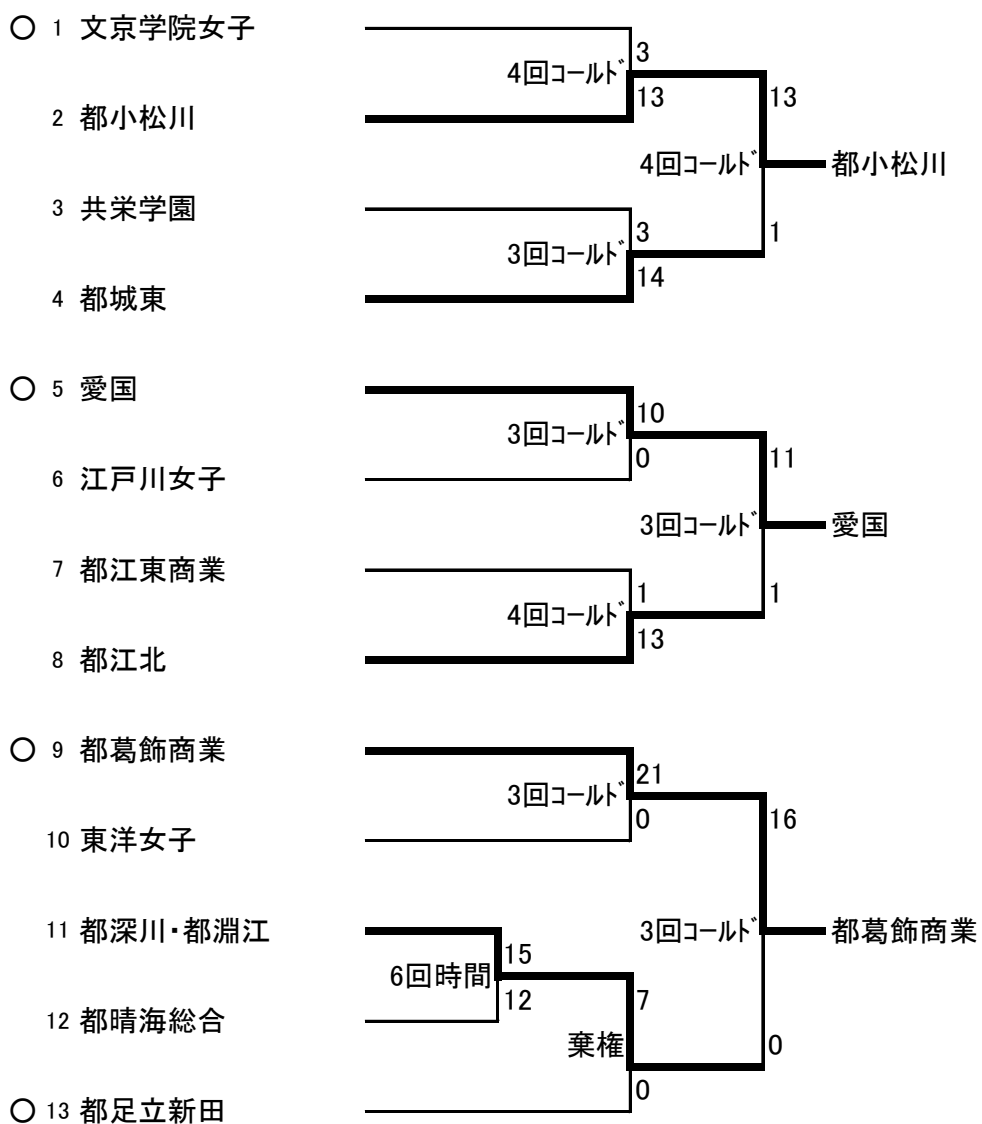 ○ 1 文京学院女子
3
4回コールド
13
13
2 都小松川
4回コールド
都小松川
3 共栄学園
3
1
3回コールド
14
4 都城東
○ 5 愛国
10
3回コールド
0
11
6 江戸川女子
3回コールド
愛国
7 都江東商業
1
1
4回コールド
13
8 都江北
○ 9 都葛飾商業
21
3回コールド
0
16
10 東洋女子
11 都深川・都淵江
3回コールド
都葛飾商業
15
6回時間
12
7
12 都晴海総合
棄権
0
0
○ 13 都足立新田